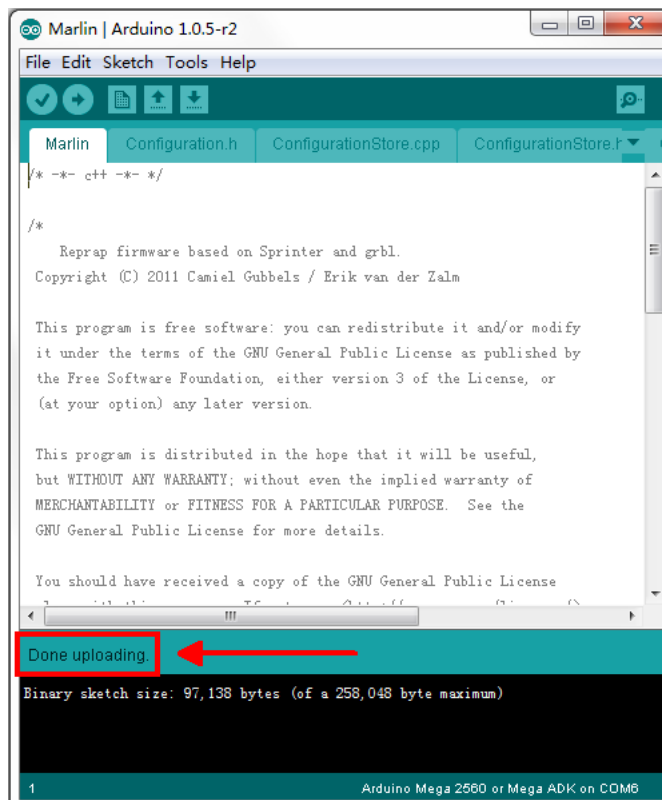 Marlin | Arduino 1.0.5-r2
File Edit Sketch Tools Help
Marlin Configuration.h ConfigurationStore.cpp ConfigurationStore.h
/* -*- c++ -*- */
/*
Reprap firmware based on Sprinter and grbl.
Copyright (C) 2011 Camiel Gubbels / Erik van der Zalm
This program is free software: you can redistribute it and/or modify
it under the terms of the GNU General Public License as published by
the Free Software Foundation, either version 3 of the License, or
(at your option) any later version.
This program is distributed in the hope that it will be useful,
but WITHOUT ANY WARRANTY; without even the implied warranty of
MERCHANTABILITY or FITNESS FOR A PARTICULAR PURPOSE. See the
GNU General Public License for more details.
You should have received a copy of the GNU General Public License
Done uploading.
Binary sketch size: 97,138 bytes (of a 258,048 byte maximum)
1 Arduino Mega 2560 or Mega ADK on COM6